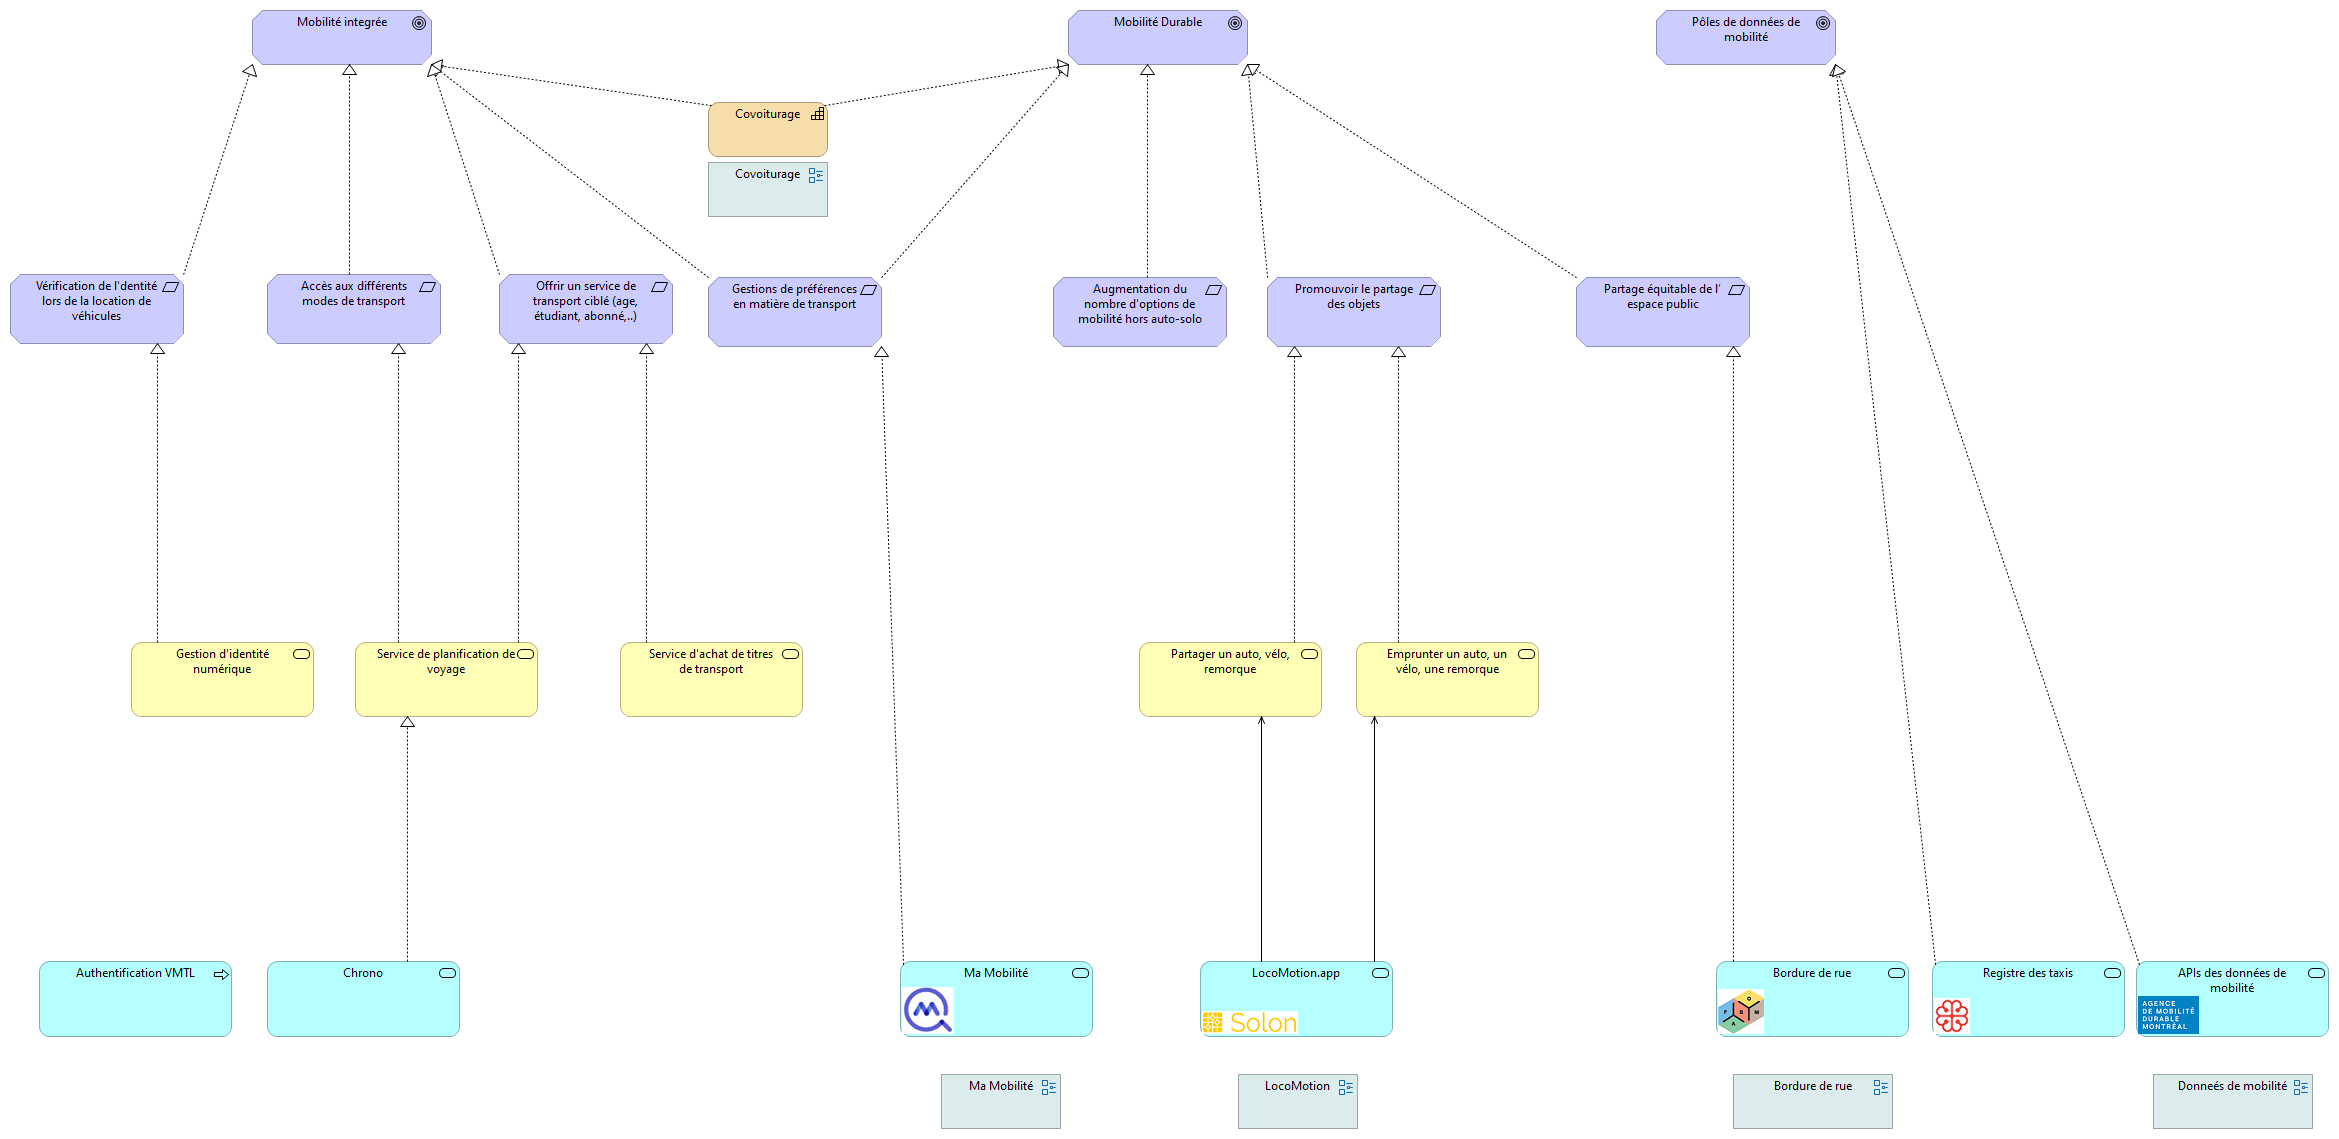 Mobilité integrée
Mobilité Durable
Pôles de données de
mobilité
Covoiturage
Covoiturage
Vérification de l'dentité
lors de la location de
véhicules
Accès aux différents
modes de transport
Offrir un service de
transport ciblé (age,
étudiant, abonné,..)
Gestions de préférences
en matière de transport
Augmentation du
nombre d'options de
mobilité hors auto-solo
Promouvoir le partage
des objets
Partage équitable de l'
espace public
Gestion d'identité
numérique
Service de planification de
voyage
Service d'achat de titres
de transport
Partager un auto, vélo,
remorque
Emprunter un auto, un
vélo, une remorque
Authentification VMTL
Chrono
Ma Mobilité
LocoMotion.app
Solon
Bordure de rue
F B O M A
Registre des taxis
APIs des données de
mobilité
AGENCE
DE MOBILITÉ
DURABLE
MONTRÉAL
Ma Mobilité
LocoMotion
Bordure de rue
Donneés de mobilité